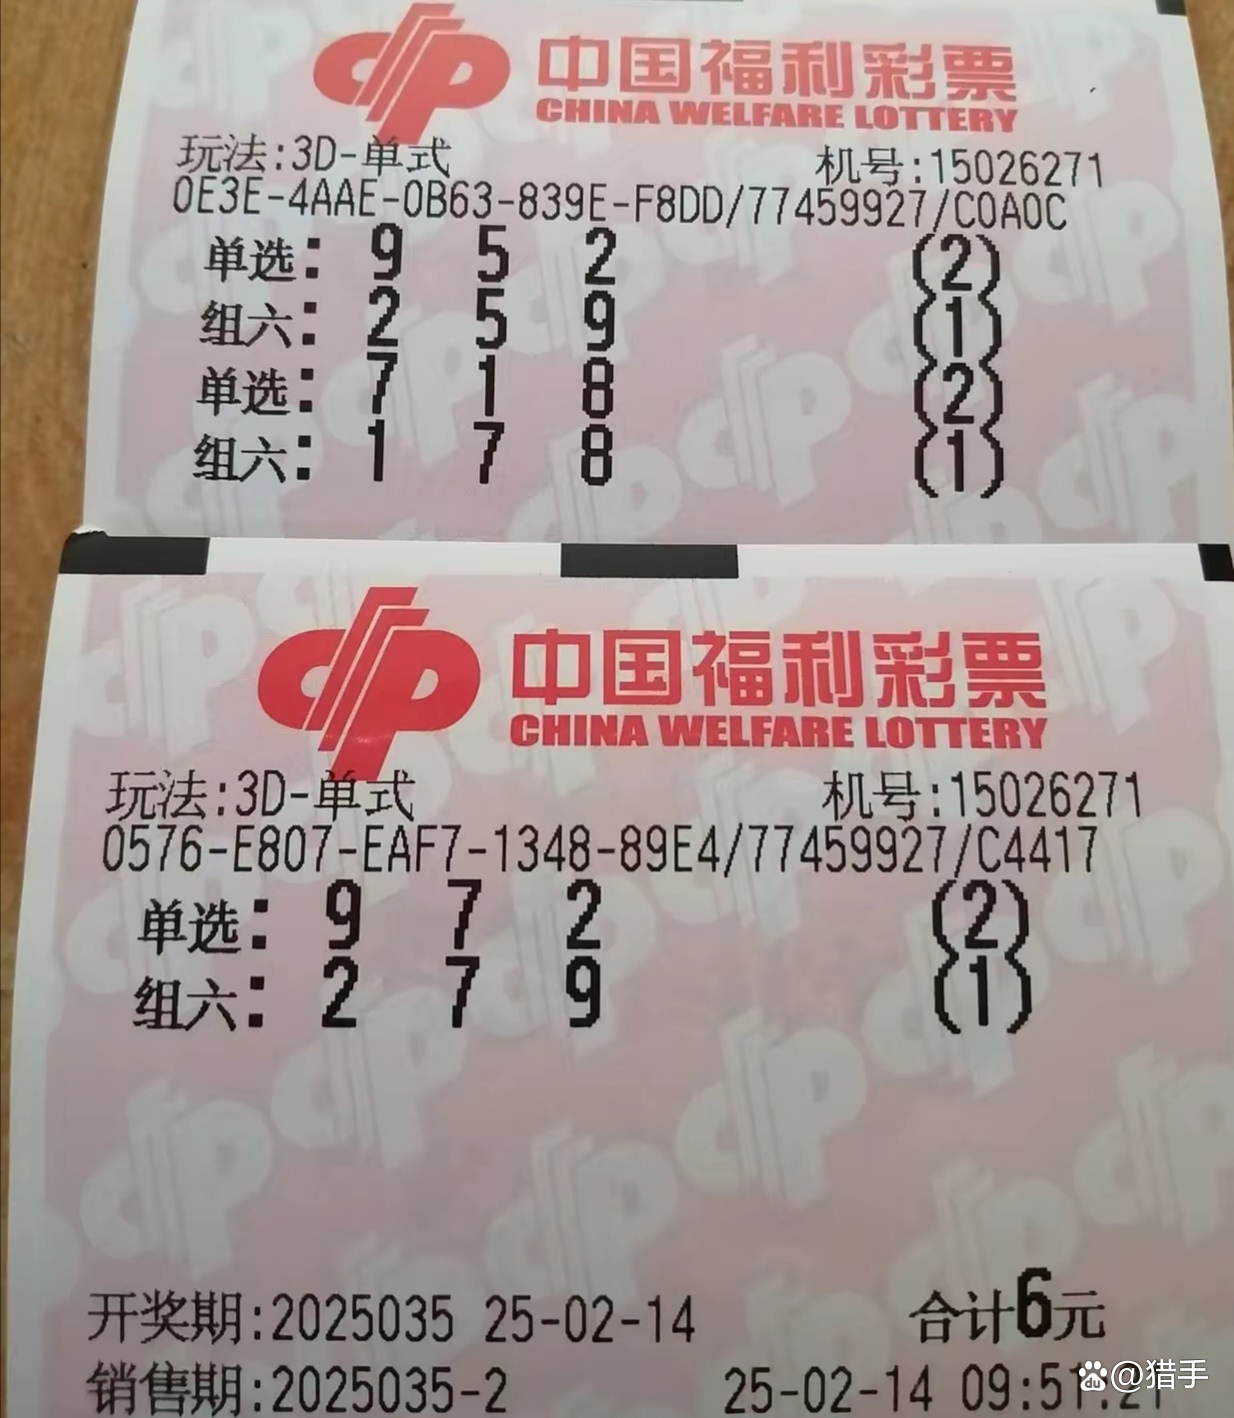 中国福利彩票
CHINA WELFARE LOTTERY
玩法:3D-单式 机号:15026271
0E3E-4AAE-0B63-839E-F8DD/77459927/C0A0C
单选: 9 5 2 (2)
组六: 2 5 9 (1)
单选: 7 1 8 (2)
组六: 1 7 8 (1)
中国福利彩票
CHINA WELFARE LOTTERY
玩法:3D-单式 机号:15026271
0576-E807-EAF7-1348-89E4/77459927/C4417
单选: 9 7 2 (2)
组六: 2 7 9 (1)
开奖期:2025035 25-02-14 合计6元
销售期:2025035-2 25-02-14 09:51:21
@猎手